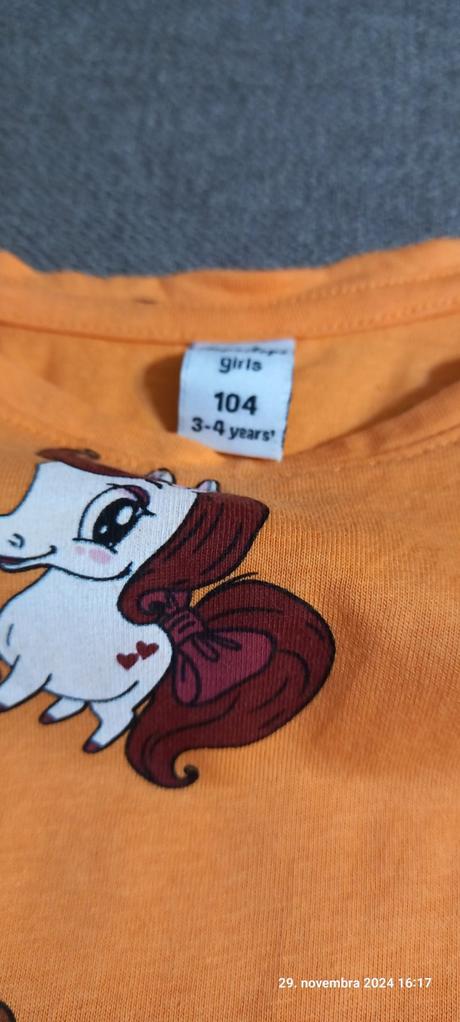 girls
104
3-4 years'
29. novembra 2024 16:17